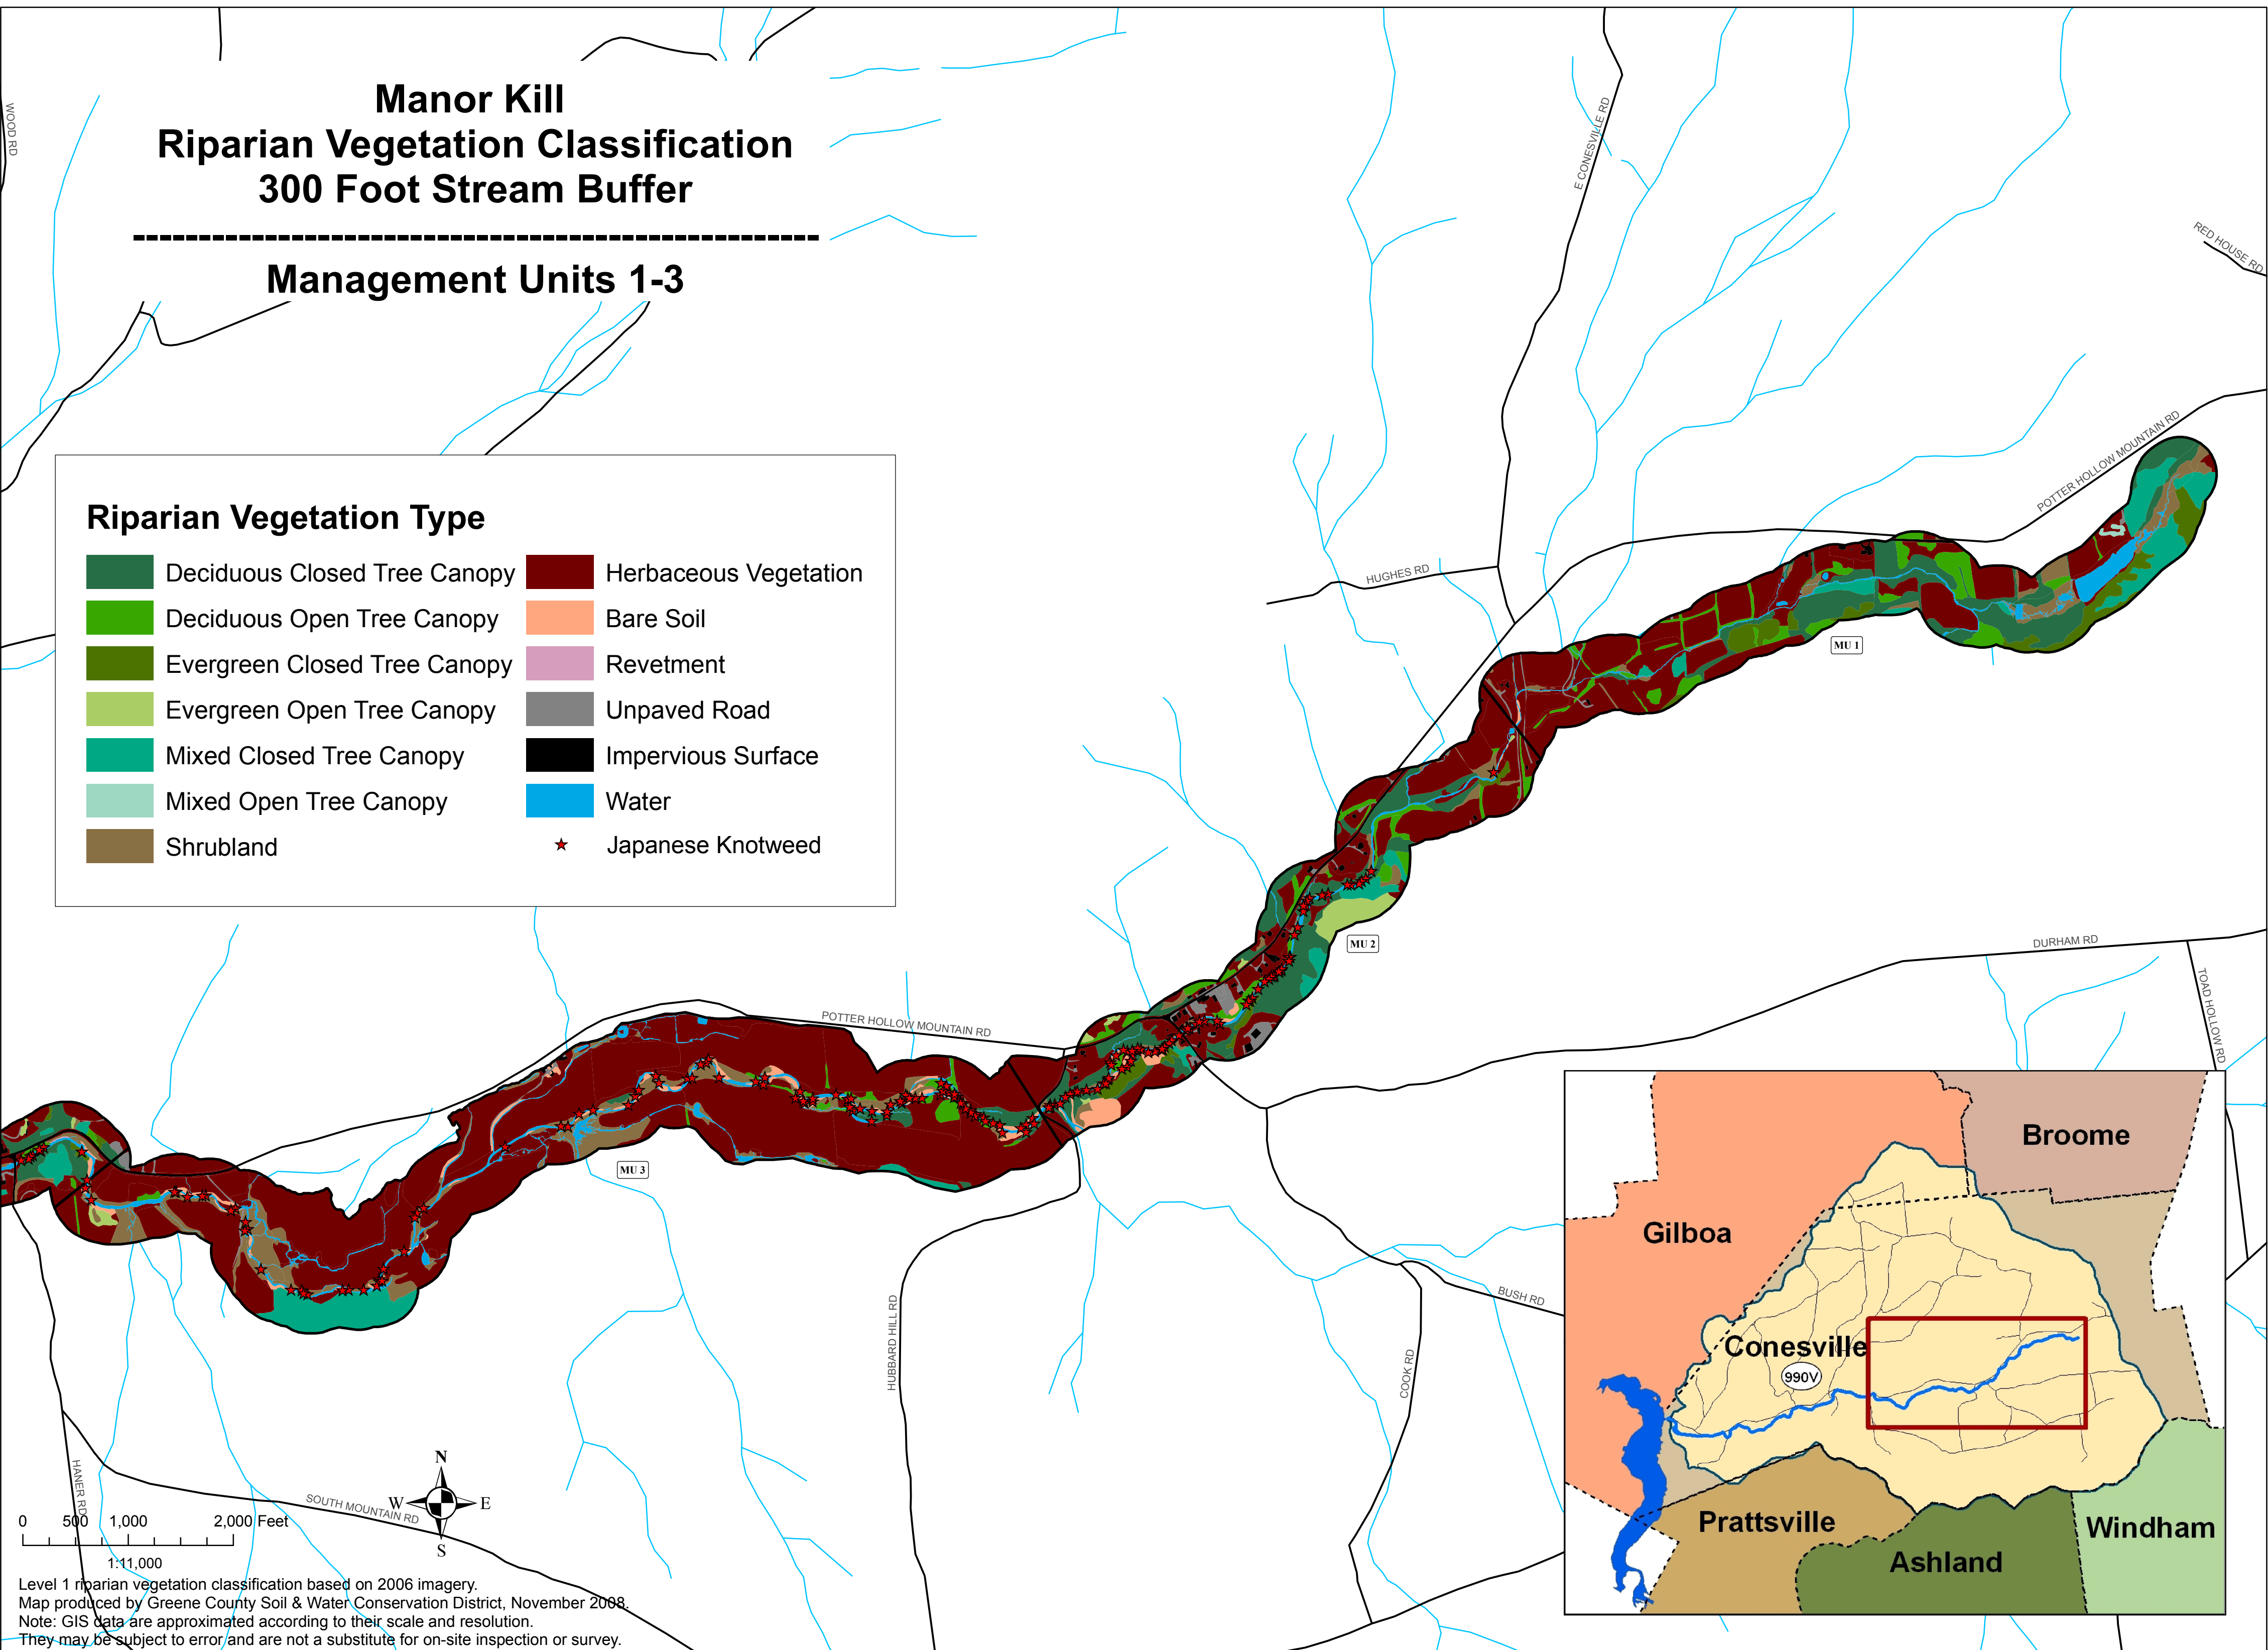 Manor Kill
Riparian Vegetation Classification
300 Foot Stream Buffer
Management Units 1-3
WOOD RD
E CONESVILLE RD
RED HOUSE RD
POTTER HOLLOW MOUNTAIN RD
HUGHES RD
Riparian Vegetation Type
Deciduous Closed Tree Canopy
Deciduous Open Tree Canopy
Evergreen Closed Tree Canopy
Evergreen Open Tree Canopy
Mixed Closed Tree Canopy
Mixed Open Tree Canopy
Shrubland
Herbaceous Vegetation
Bare Soil
Revetment
Unpaved Road
Impervious Surface
Water
Japanese Knotweed
MU 1
MU 2
DURHAM RD
TOAD HOLLOW RD
POTTER HOLLOW MOUNTAIN RD
MU 3
HUBBARD HILL RD
BUSH RD
COOK RD
HANER RD
SOUTH MOUNTAIN RD
N
W E
S
0 500 1,000 2,000 Feet
1:11,000
Level 1 riparian vegetation classification based on 2006 imagery.
Map produced by Greene County Soil & Water Conservation District, November 2008.
Note: GIS data are approximated according to their scale and resolution.
They may be subject to error and are not a substitute for on-site inspection or survey.
Broome
Gilboa
Conesville
990V
Prattsville
Windham
Ashland